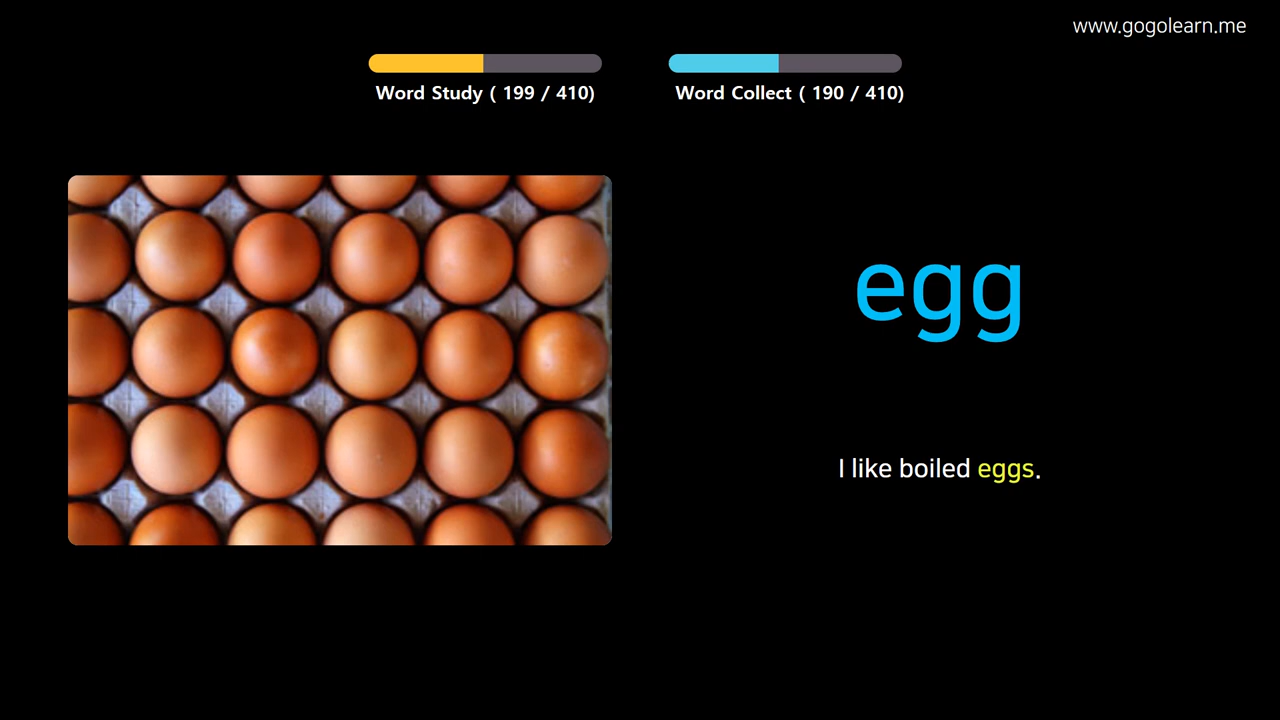 www.gogolearn.me
Word Study ( 199 / 410)
Word Collect ( 190 / 410)
egg
I like boiled eggs.